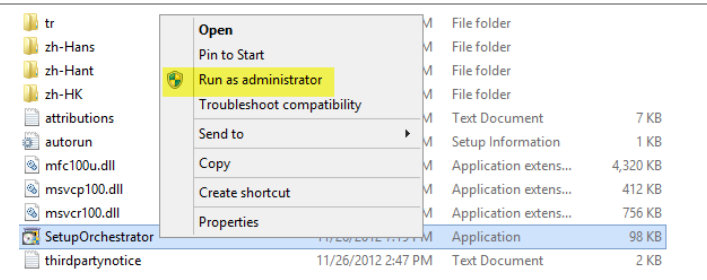 tr M File folder
zh-Hans M File folder
zh-Hant M File folder
zh-HK M File folder
attributions M Text Document 7 KB
autorun M Setup Information 1 KB
mfc100u.dll M Application extens... 4,320 KB
msvcp100.dll M Application extens... 412 KB
msvcr100.dll M Application extens... 756 KB
SetupOrchestrator M Application 98 KB
thirdpartynotice 11/26/2012 2:47 PM Text Document 2 KB
Open
Pin to Start
Run as administrator
Troubleshoot compatibility
Send to
Copy
Create shortcut
Properties